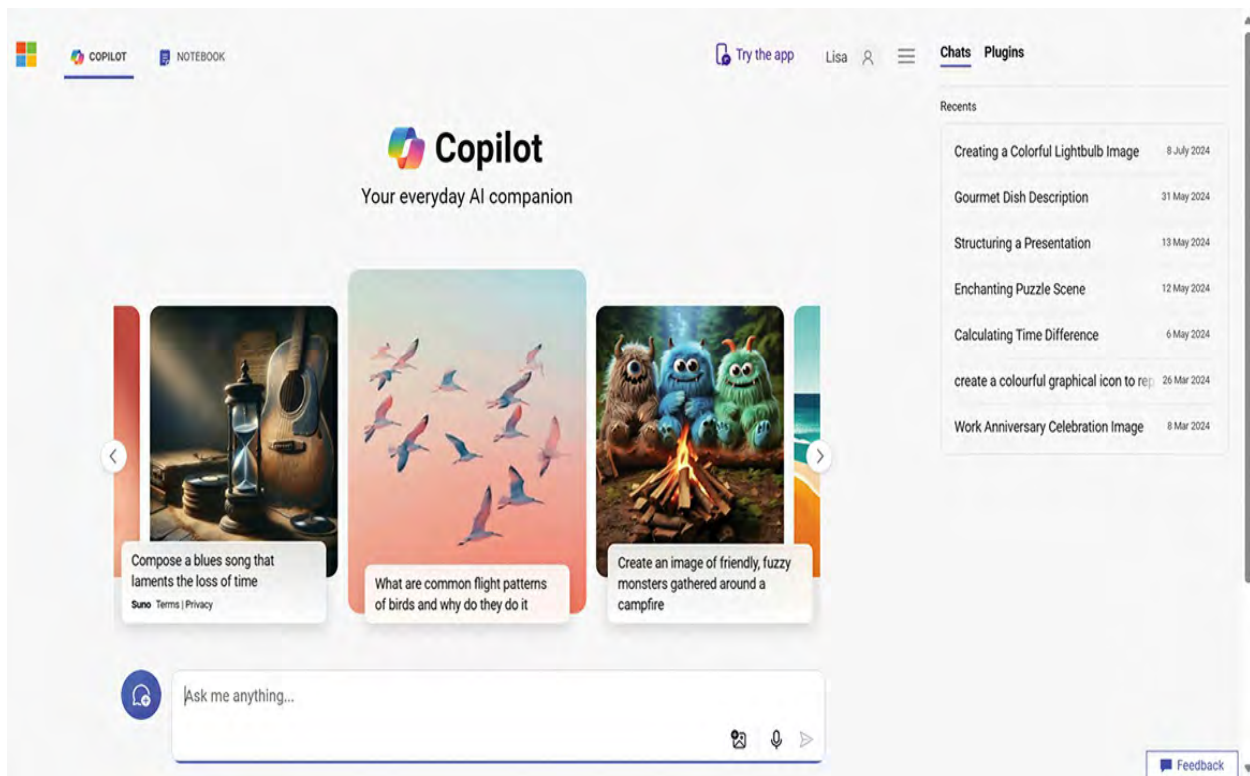 COPILOT
NOTEBOOK
Try the app
Lisa
Chats Plugins
Copilot
Your everyday AI companion
Recents
Creating a Colorful Lightbulb Image 8 July 2024
Gourmet Dish Description 31 May 2024
Structuring a Presentation 13 May 2024
Enchanting Puzzle Scene 12 May 2024
Calculating Time Difference 6 May 2024
create a colourful graphical icon to rep 26 Mar 2024
Work Anniversary Celebration Image 8 Mar 2024
Compose a blues song that
laments the loss of time
Suno Terms | Privacy
What are common flight patterns
of birds and why do they do it
Create an image of friendly, fuzzy
monsters gathered around a
campfire
Ask me anything...
Feedback